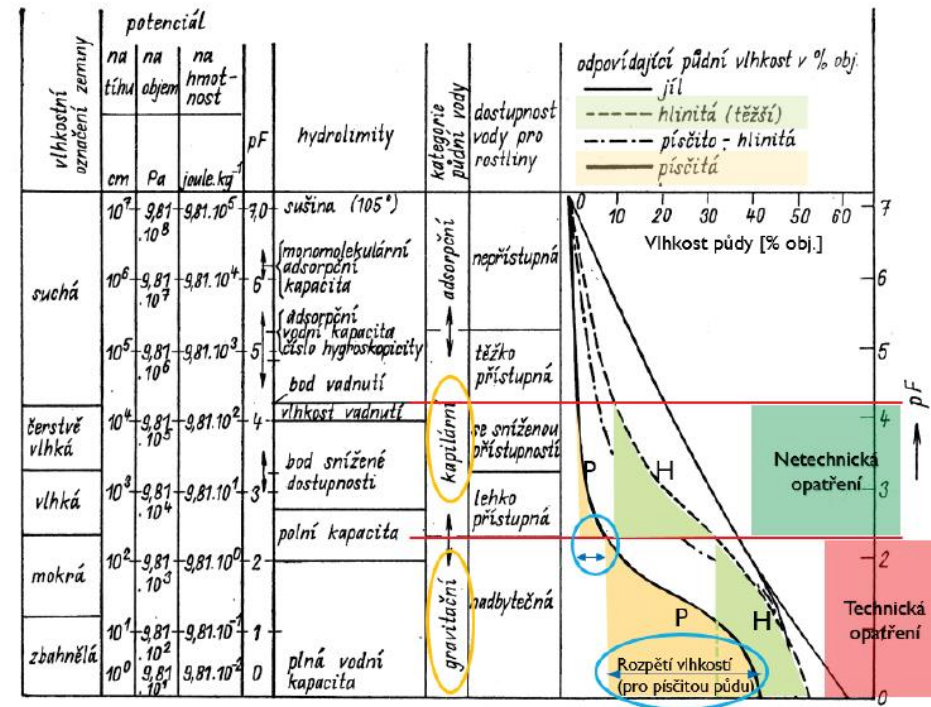 potenciál
vlhkostní označení zeminy
na tíhu
na objem
na hmot-
nost
pF
hydrolimity
kategorie půdní vody
dostupnost
vody pro
rostliny
odpovídající půdní vlhkost v % obj.
jíl
hlinitá (těžší)
písčito - hlinitá
písčitá
cm
Pa
joule.kg⁻¹
10⁷
9,81
.10⁸
9,81.10⁵
7,0
sušina (105°)
0
10
20
30
40
50
60
7
Vlhkost půdy [% obj.]
monomolekulární
adsorpční
kapacita
adsorpční
nepřístupná
suchá
10⁶
9,81
.10⁷
9,81.10⁴
6
6
adsorpční
vodní kapacita
číslo hygroskopicity
10⁵
9,81
.10⁶
9,81.10³
5
těžko
přístupná
5
bod vadnutí
vlhkost vadnutí
čerstvě
vlhká
10⁴
9,81
.10⁵
9,81.10²
4
kapilární
se sníženou
přístupností
4
pF
P
H
Netechnická
opatření
bod snížené
dostupnosti
vlhká
10³
9,81
.10⁴
9,81.10¹
3
lehko
přístupná
3
polní kapacita
mokrá
10²
9,81
.10³
9,81.10⁰
2
gravitační
nadbytečná
2
P
H
Technická
opatření
zbahnělá
10¹
9,81
.10²
9,81.10⁻¹
1
10⁰
9,81
.10¹
9,81.10⁻²
0
plná vodní
kapacita
Rozpětí vlhkostí
(pro písčitou půdu)
0